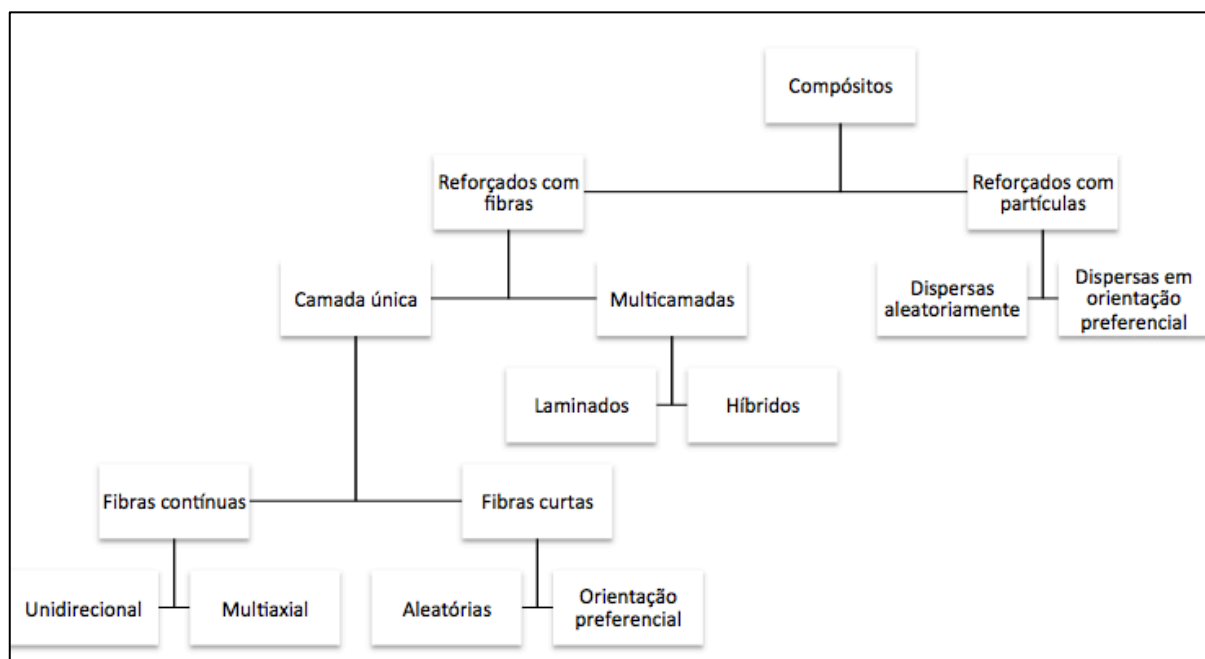 Compósitos
Reforçados com
fibras
Reforçados com
partículas
Camada única
Multicamadas
Dispersas
aleatoriamente
Dispersas em
orientação
preferencial
Laminados
Híbridos
Fibras contínuas
Fibras curtas
Unidirecional
Multiaxial
Aleatórias
Orientação
preferencial